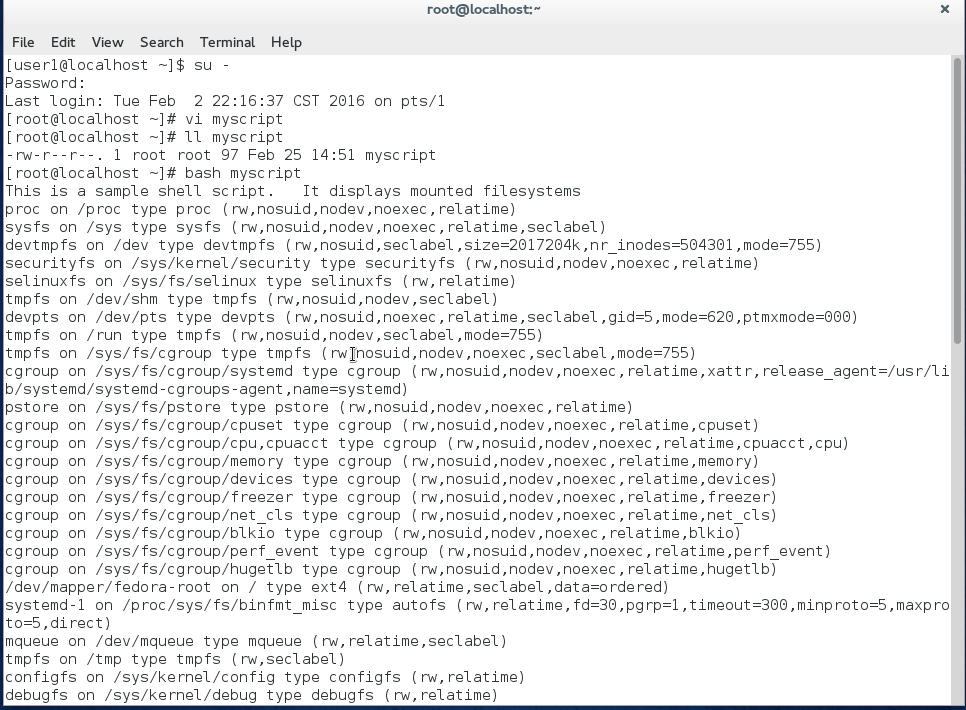 root@localhost:~
File Edit View Search Terminal Help
[user1@localhost ~]$ su -
Password:
Last login: Tue Feb  2 22:16:37 CST 2016 on pts/1
[root@localhost ~]# vi myscript
[root@localhost ~]# ll myscript
-rw-r--r--. 1 root root 97 Feb 25 14:51 myscript
[root@localhost ~]# bash myscript
This is a sample shell script.   It displays mounted filesystems
proc on /proc type proc (rw,nosuid,nodev,noexec,relatime)
sysfs on /sys type sysfs (rw,nosuid,nodev,noexec,relatime,seclabel)
devtmpfs on /dev type devtmpfs (rw,nosuid,seclabel,size=2017204k,nr_inodes=504301,mode=755)
securityfs on /sys/kernel/security type securityfs (rw,nosuid,nodev,noexec,relatime)
selinuxfs on /sys/fs/selinux type selinuxfs (rw,relatime)
tmpfs on /dev/shm type tmpfs (rw,nosuid,nodev,seclabel)
devpts on /dev/pts type devpts (rw,nosuid,noexec,relatime,seclabel,gid=5,mode=620,ptmxmode=000)
tmpfs on /run type tmpfs (rw,nosuid,nodev,seclabel,mode=755)
tmpfs on /sys/fs/cgroup type tmpfs (rw,nosuid,nodev,noexec,seclabel,mode=755)
cgroup on /sys/fs/cgroup/systemd type cgroup (rw,nosuid,nodev,noexec,relatime,xattr,release_agent=/usr/li
b/systemd/systemd-cgroups-agent,name=systemd)
pstore on /sys/fs/pstore type pstore (rw,nosuid,nodev,noexec,relatime)
cgroup on /sys/fs/cgroup/cpuset type cgroup (rw,nosuid,nodev,noexec,relatime,cpuset)
cgroup on /sys/fs/cgroup/cpu,cpuacct type cgroup (rw,nosuid,nodev,noexec,relatime,cpuacct,cpu)
cgroup on /sys/fs/cgroup/memory type cgroup (rw,nosuid,nodev,noexec,relatime,memory)
cgroup on /sys/fs/cgroup/devices type cgroup (rw,nosuid,nodev,noexec,relatime,devices)
cgroup on /sys/fs/cgroup/freezer type cgroup (rw,nosuid,nodev,noexec,relatime,freezer)
cgroup on /sys/fs/cgroup/net_cls type cgroup (rw,nosuid,nodev,noexec,relatime,net_cls)
cgroup on /sys/fs/cgroup/blkio type cgroup (rw,nosuid,nodev,noexec,relatime,blkio)
cgroup on /sys/fs/cgroup/perf_event type cgroup (rw,nosuid,nodev,noexec,relatime,perf_event)
cgroup on /sys/fs/cgroup/hugetlb type cgroup (rw,nosuid,nodev,noexec,relatime,hugetlb)
/dev/mapper/fedora-root on / type ext4 (rw,relatime,seclabel,data=ordered)
systemd-1 on /proc/sys/fs/binfmt_misc type autofs (rw,relatime,fd=30,pgrp=1,timeout=300,minproto=5,maxpro
to=5,direct)
mqueue on /dev/mqueue type mqueue (rw,relatime,seclabel)
tmpfs on /tmp type tmpfs (rw,seclabel)
configfs on /sys/kernel/config type configfs (rw,relatime)
debugfs on /sys/kernel/debug type debugfs (rw,relatime)